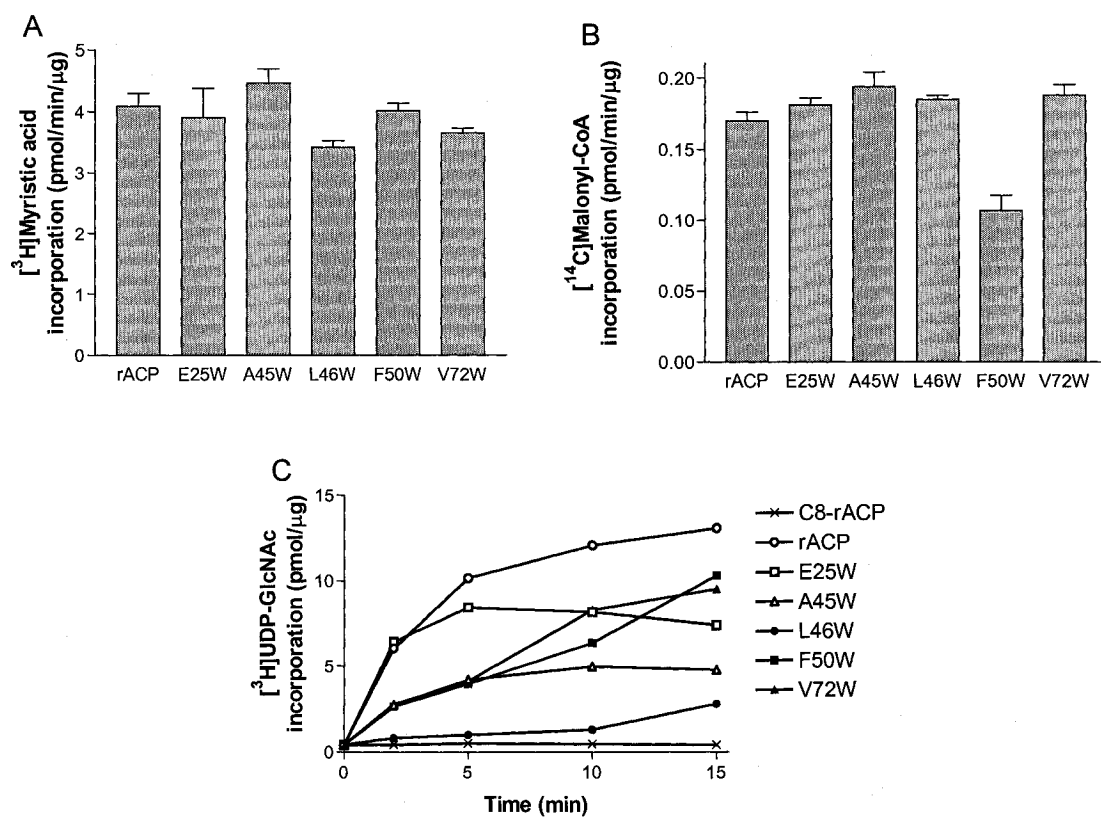 A
[³H]Myristic acid
incorporation (pmol/min/µg)
5
4
3
2
1
0
rACP E25W A45W L46W F50W V72W
B
[¹⁴C]Malonyl-CoA
incorporation (pmol/min/µg)
0.20
0.15
0.10
0.05
0.00
rACP E25W A45W L46W F50W V72W
C
[³H]UDP-GlcNAc
incorporation (pmol/µg)
15
10
5
0
0 5 10 15
Time (min)
C8-rACP
rACP
E25W
A45W
L46W
F50W
V72W